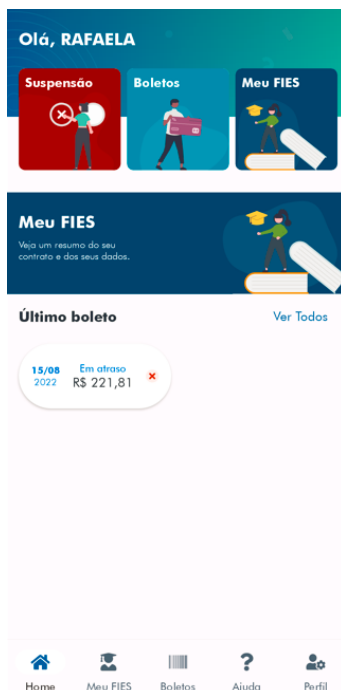 Olá, RAFAELA
Suspensão
Boletos
Meu FIES
Meu FIES
Veja um resumo do seu
contrato e dos seus dados.
Último boleto
Ver Todos
15/08
2022
Em atraso
R$ 221,81
Home
Meu FIES
Boletos
Ajuda
Perfil